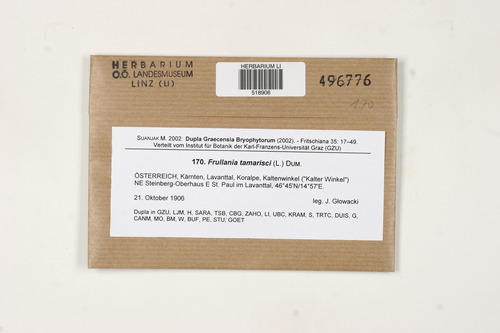 HERBARIUM
O.Ö. LANDESMUSEUM
LINZ (LI)
HERBARIUM LI
518906
496776
170
SUANJAK M. 2002: Dupla Graecensia Bryophytorum (2002). - Fritschiana 35: 17–49.
Verteilt vom Institut für Botanik der Karl-Franzens-Universität Graz (GZU)
170. Frullania tamarisci (L.) DUM.
ÖSTERREICH, Kärnten, Lavanttal, Koralpe, Kaltenwinkel ("Kalter Winkel")
NE Steinberg-Oberhaus E St. Paul im Lavanttal, 46°45'N/14°57'E.
21. Oktober 1906
leg. J. Głowacki
Dupla in GZU, LJM, H, SARA, TSB, CBG, ZAHO, LI, UBC, KRAM, S, TRTC, DUIS, G,
CANM, MO, BM, W, BUF, PE, STU, GOET